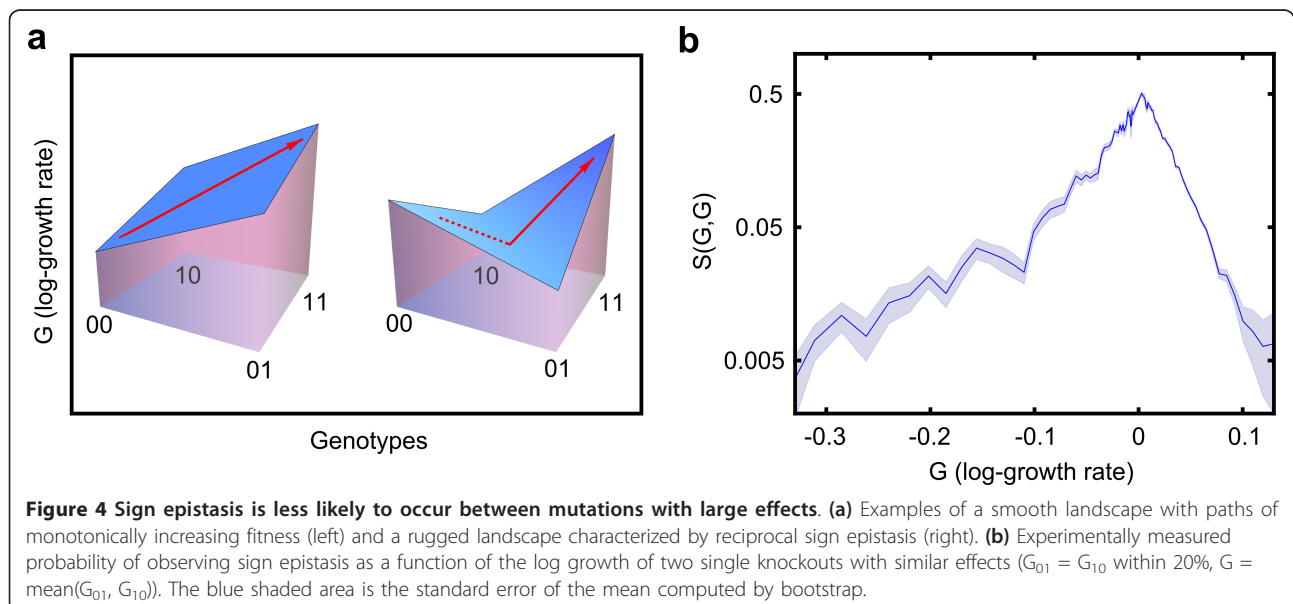 a
G (log-growth rate)
00
10
01
11
00
10
01
11
Genotypes
b
S(G,G)
0.5
0.05
0.005
-0.3 -0.2 -0.1 0 0.1
G (log-growth rate)
Figure 4 Sign epistasis is less likely to occur between mutations with large effects. (a) Examples of a smooth landscape with paths of
monotonically increasing fitness (left) and a rugged landscape characterized by reciprocal sign epistasis (right). (b) Experimentally measured
probability of observing sign epistasis as a function of the log growth of two single knockouts with similar effects (G01 = G10 within 20%, G =
mean(G01, G10)). The blue shaded area is the standard error of the mean computed by bootstrap.